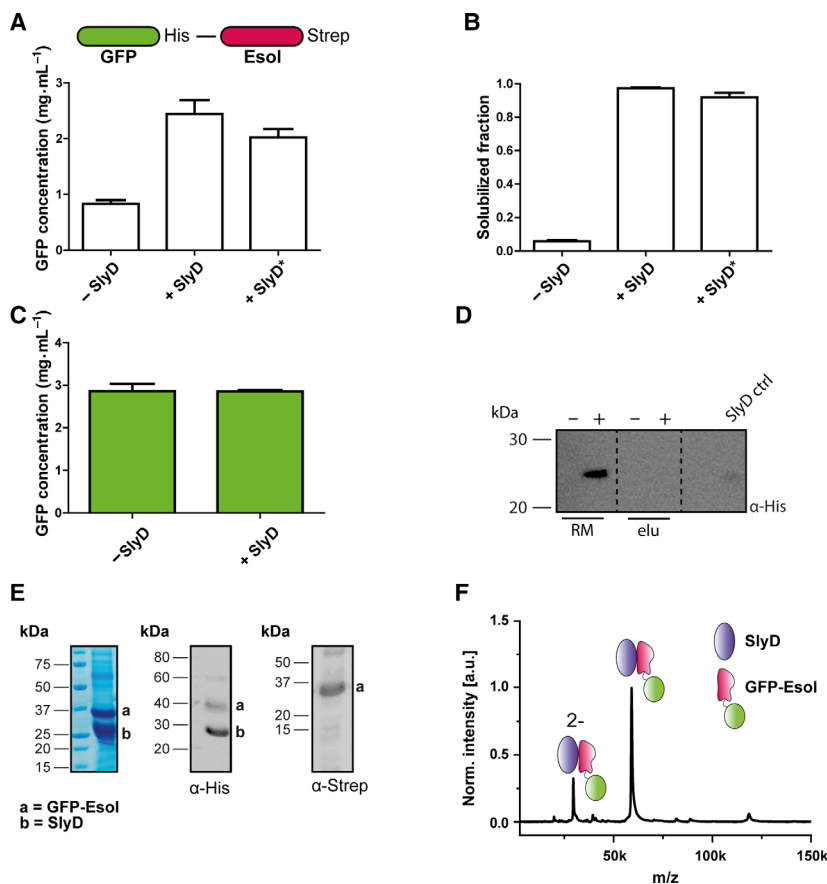 A
GFP His — Esol Strep
GFP concentration (mg·mL⁻¹)
3
2
1
0
– SlyD
+ SlyD
+ SlyD*
B
Solubilized fraction
1.0
0.8
0.6
0.4
0.2
0.0
– SlyD
+ SlyD
+ SlyD*
C
GFP concentration (mg·mL⁻¹)
4
3
2
1
0
–SlyD
+ SlyD
D
kDa
– + – + SlyD ctrl
30
20
α-His
RM elu
E
kDa
75
50
37
25
20
15
a
b
kDa
80
60
40
30
20
a
b
α-His
kDa
50
37
20
15
a
α-Strep
a = GFP-Esol
b = SlyD
F
Norm. intensity [a.u.]
1.5
1.0
0.5
0.0
2-
SlyD
GFP-Esol
50k 100k 150k
m/z